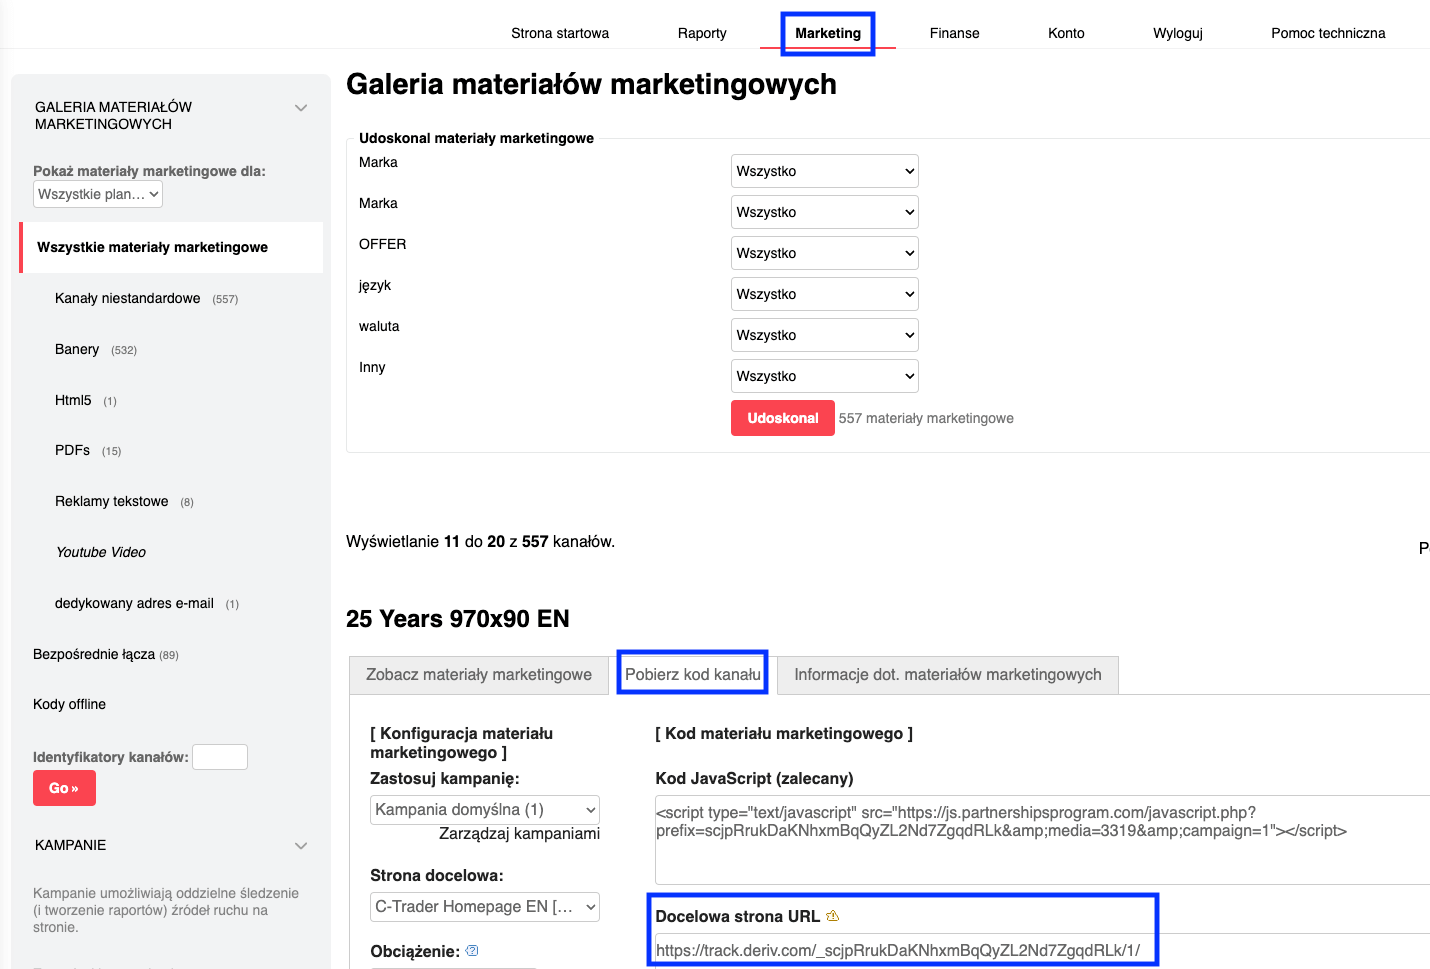 Strona startowa Raporty Marketing Finanse Konto Wyloguj Pomoc techniczna
GALERIA MATERIAŁÓW
MARKETINGOWYCH
Pokaż materiały marketingowe dla:
Wszystkie plan...
Wszystkie materiały marketingowe
Kanały niestandardowe (557)
Banery (532)
Html5 (1)
PDFs (15)
Reklamy tekstowe (8)
Youtube Video
dedykowany adres e-mail (1)
Bezpośrednie łącza (89)
Kody offline
Identyfikatory kanałów:
Go »
KAMPANIE
Kampanie umożliwiają oddzielne śledzenie
(i tworzenie raportów) źródeł ruchu na
stronie.
Galeria materiałów marketingowych
Udoskonal materiały marketingowe
Marka Wszystko
Marka Wszystko
OFFER Wszystko
język Wszystko
waluta Wszystko
Inny Wszystko
Udoskonal 557 materiały marketingowe
Wyświetlanie 11 do 20 z 557 kanałów.
25 Years 970x90 EN
Zobacz materiały marketingowe Pobierz kod kanału Informacje dot. materiałów marketingowych
[ Konfiguracja materiału
marketingowego ]
Zastosuj kampanię:
Kampania domyślna (1)
Zarządzaj kampaniami
Strona docelowa:
C-Trader Homepage EN [...
Obciążenie:
[ Kod materiału marketingowego ]
Kod JavaScript (zalecany)
<script type="text/javascript" src="https://js.partnershipsprogram.com/javascript.php?
prefix=scjpRrukDaKNhxmBqQyZL2Nd7ZgqdRLk&amp;media=3319&amp;campaign=1"></script>
Docelowa strona URL
https://track.deriv.com/_scjpRrukDaKNhxmBqQyZL2Nd7ZgqdRLk/1/